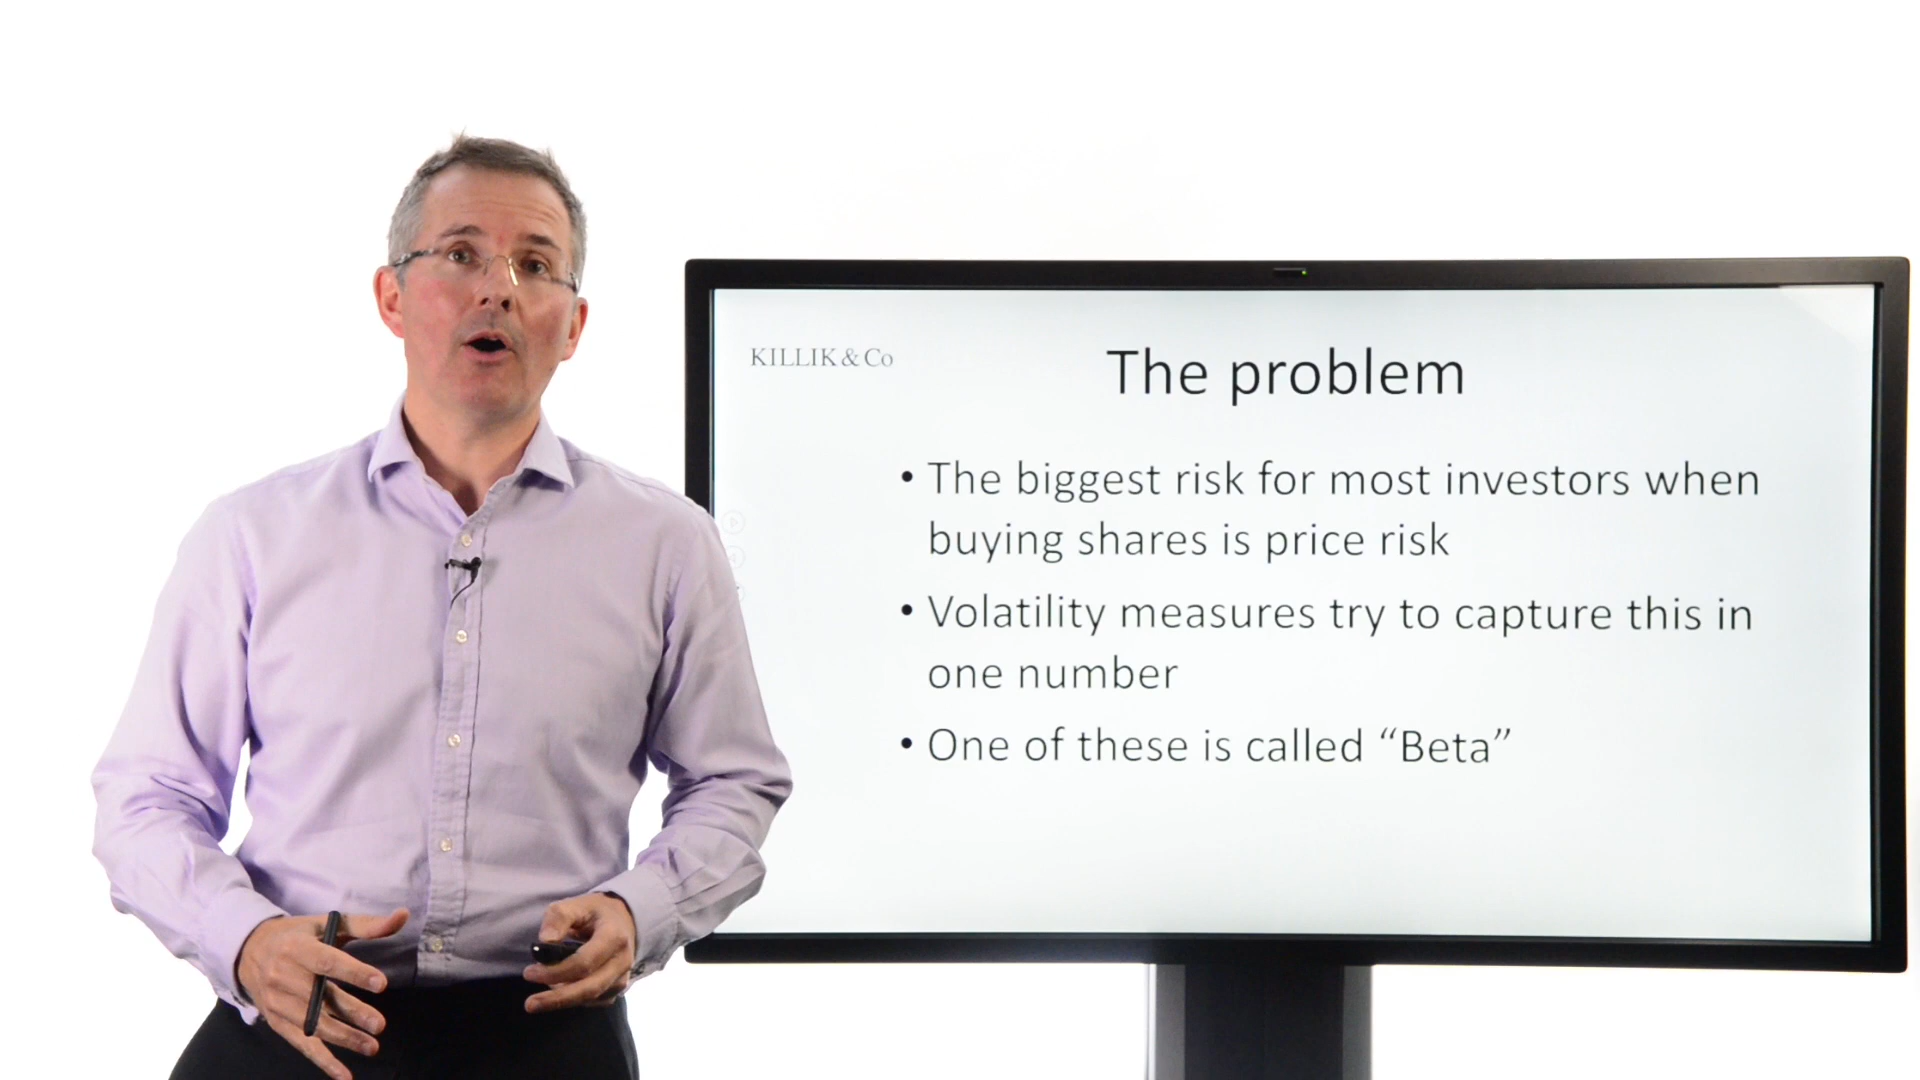 KILLIK & Co
The problem
• The biggest risk for most investors when
buying shares is price risk
• Volatility measures try to capture this in
one number
• One of these is called “Beta”